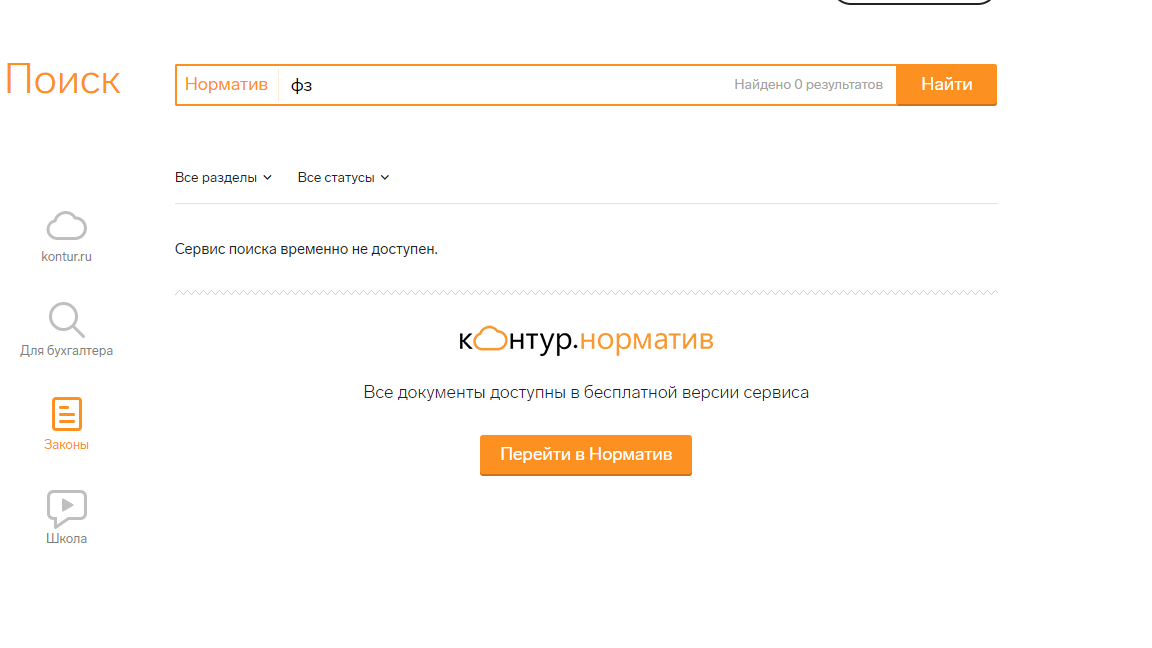 Поиск
Норматив фз Найдено 0 результатов Найти
Все разделы Все статусы
Сервис поиска временно не доступен.
kontur.ru
Для бухгалтера
Законы
Школа
контур.норматив
Все документы доступны в бесплатной версии сервиса
Перейти в Норматив